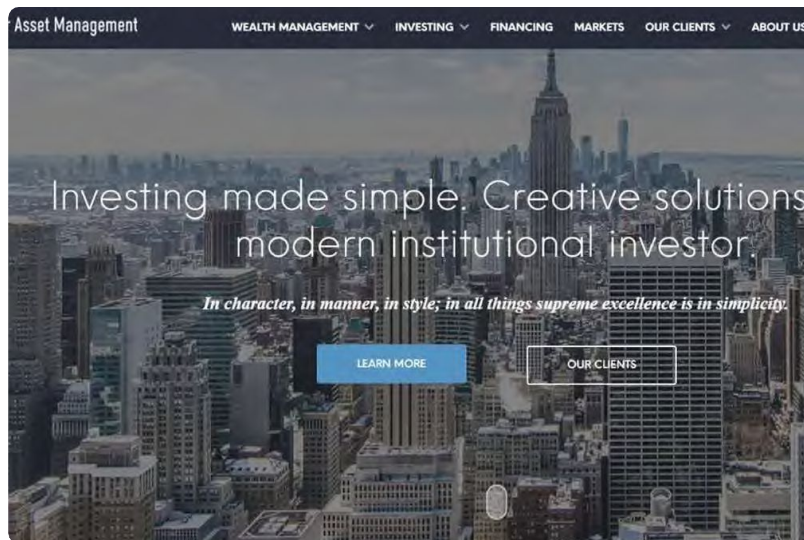 Asset Management
WEALTH MANAGEMENT INVESTING FINANCING MARKETS OUR CLIENTS ABOUT US
Investing made simple. Creative solutions
modern institutional investor.
In character, in manner, in style; in all things supreme excellence is in simplicity.
LEARN MORE OUR CLIENTS